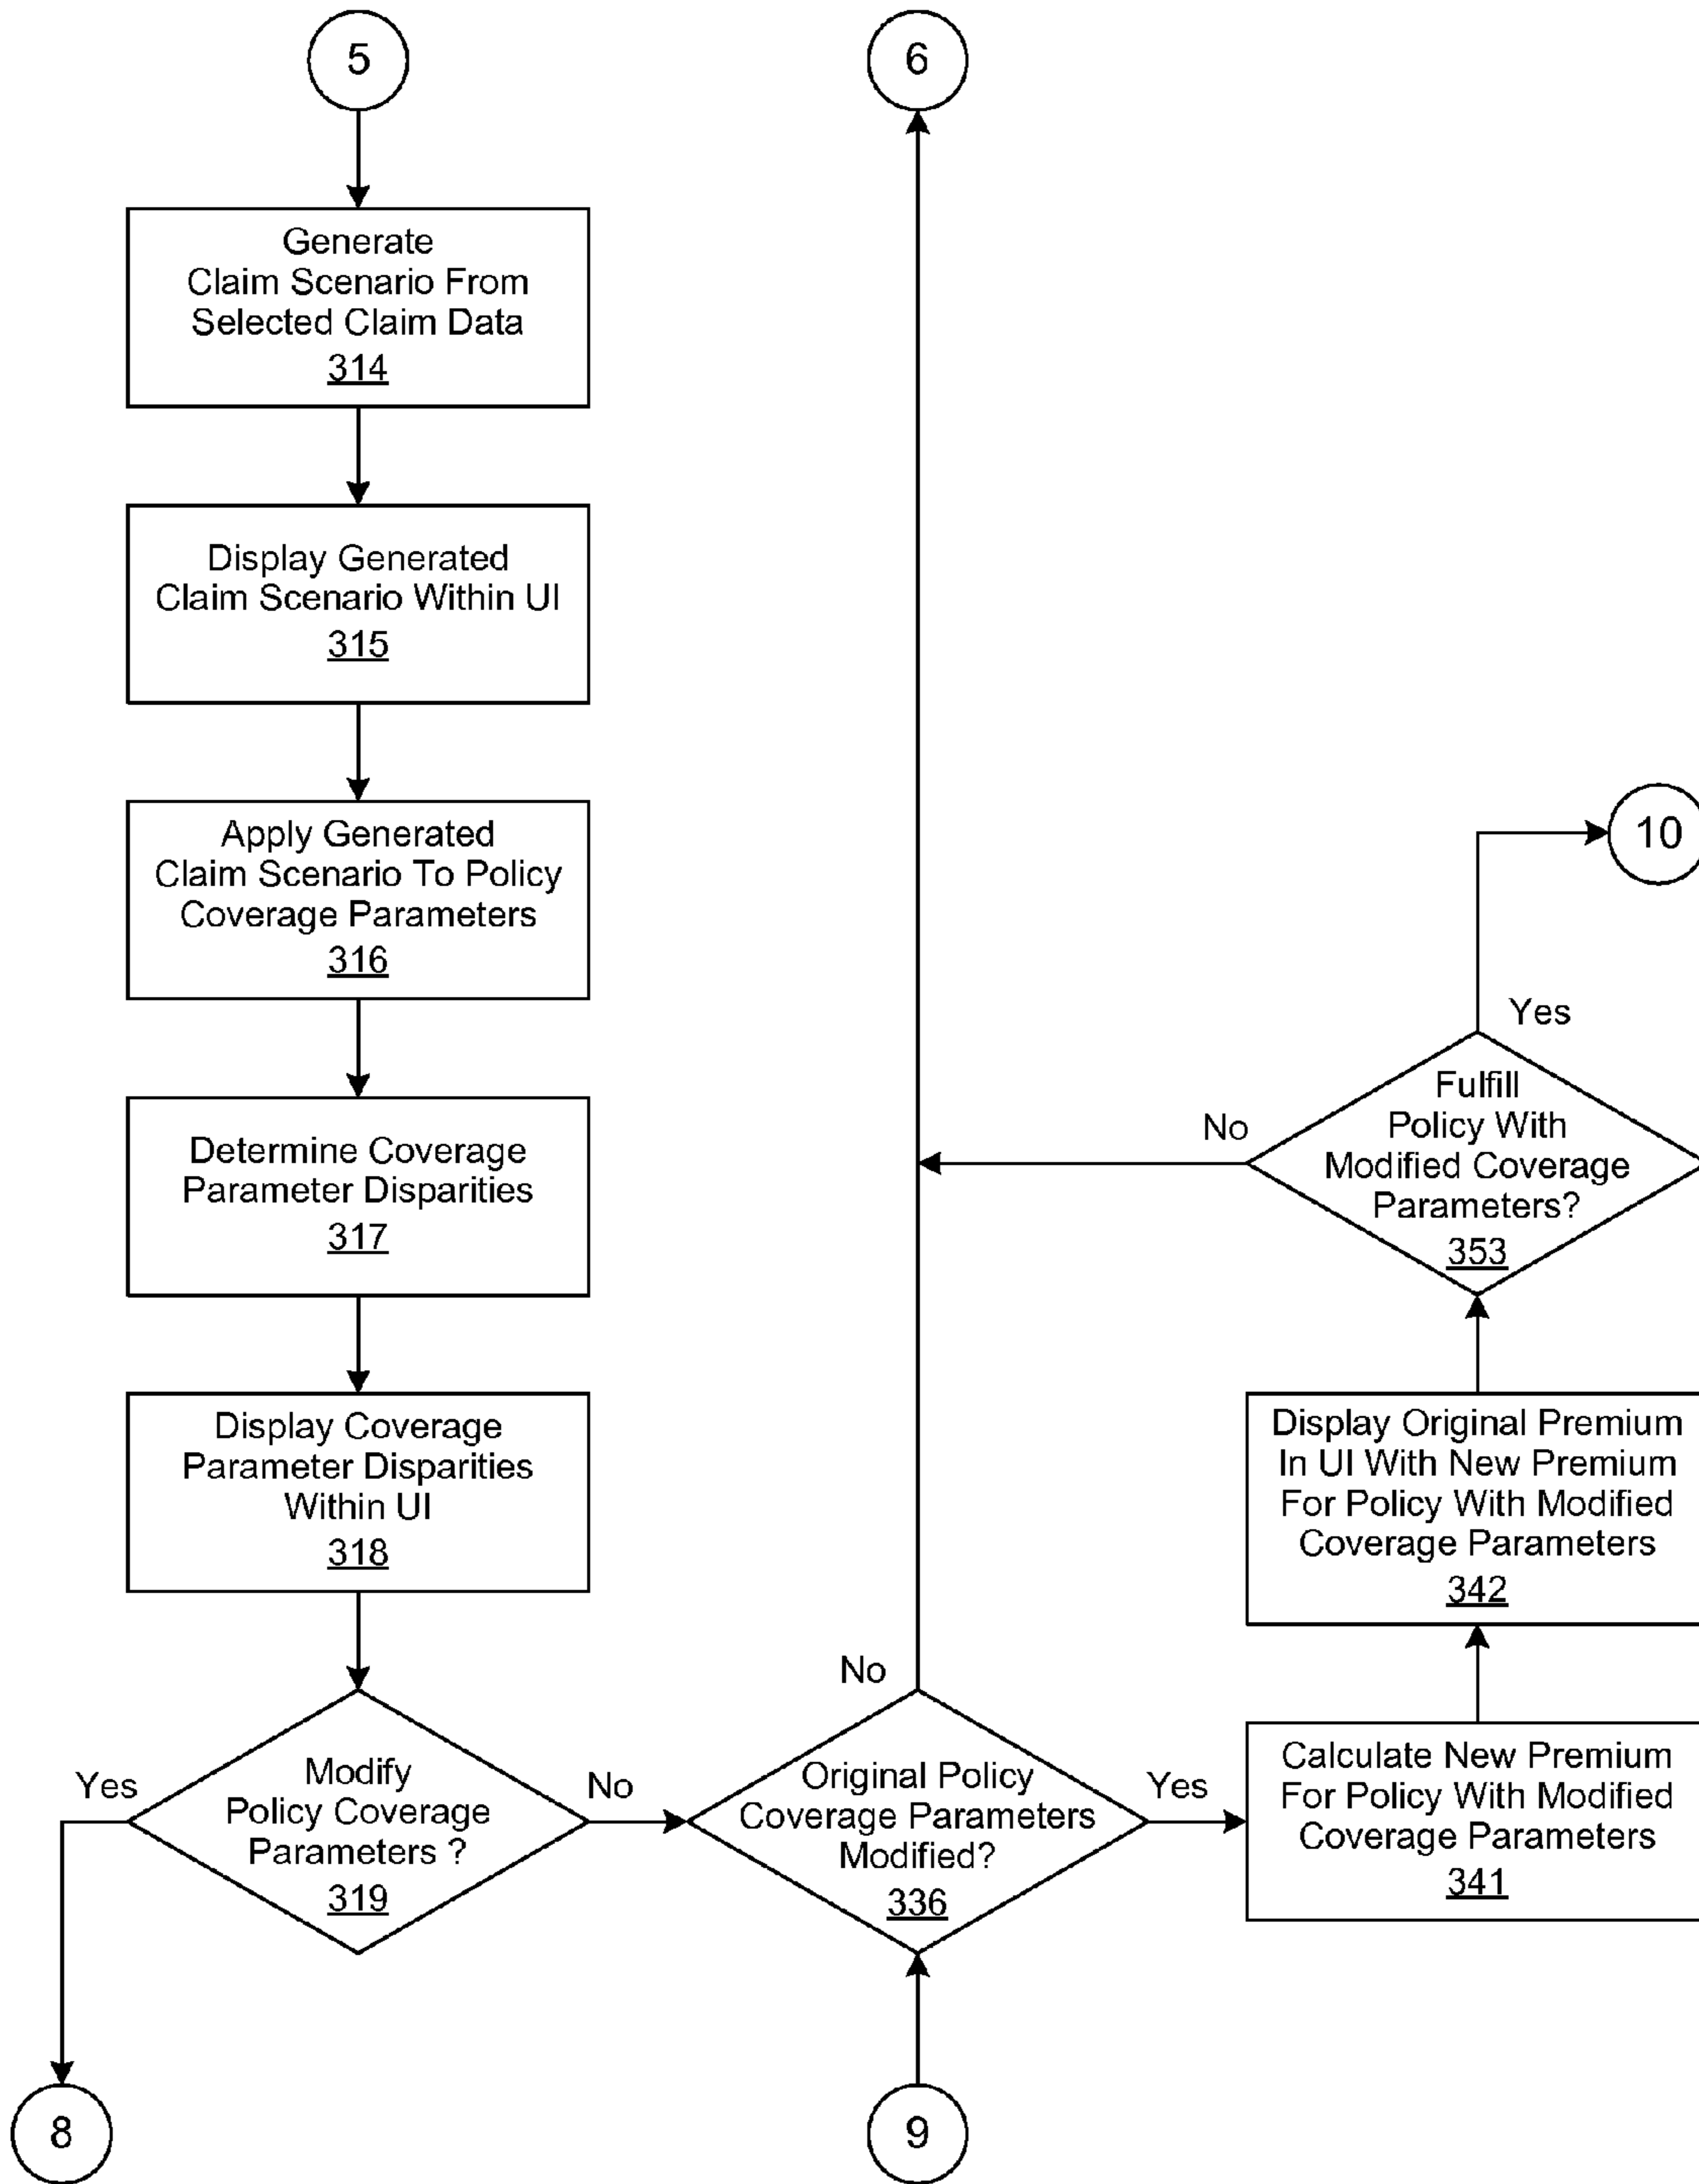 5
Generate
Claim Scenario From
Selected Claim Data
314
Display Generated
Claim Scenario Within UI
315
Apply Generated
Claim Scenario To Policy
Coverage Parameters
316
Determine Coverage
Parameter Disparities
317
Display Coverage
Parameter Disparities
Within UI
318
Yes
Modify
Policy Coverage
Parameters ?
319
No
8
6
No
Original Policy
Coverage Parameters
Modified?
336
Yes
9
10
Yes
No
Fulfill
Policy With
Modified Coverage
Parameters?
353
Display Original Premium
In UI With New Premium
For Policy With Modified
Coverage Parameters
342
Calculate New Premium
For Policy With Modified
Coverage Parameters
341